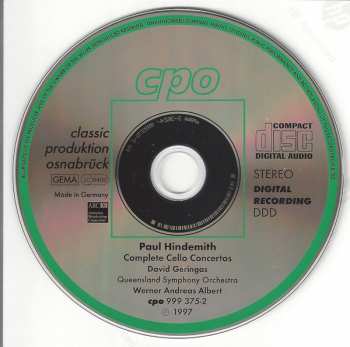 cpo
classic
produktion
osnabrück
GEMA
Made in Germany
COMPACT
disc
DIGITAL AUDIO
STEREO
DIGITAL
RECORDING
DDD
Paul Hindemith
Complete Cello Concertos
David Geringas
Queensland Symphony Orchestra
Werner Andreas Albert
cpo 999 375-2
℗ 1997